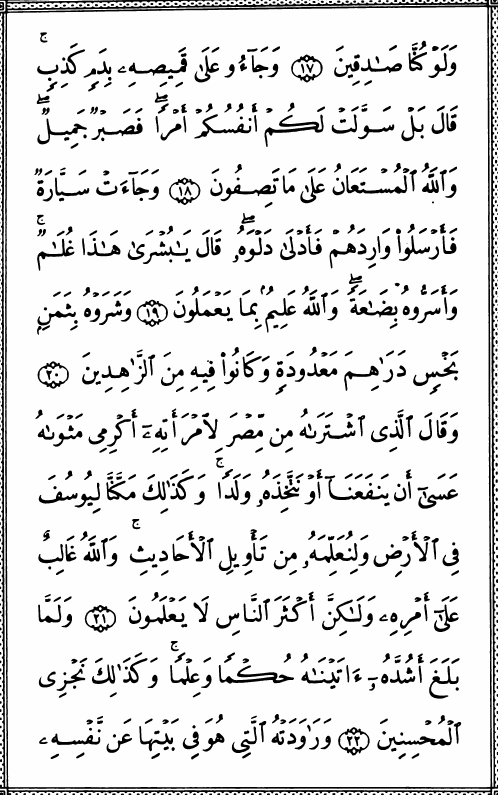 وَلَوْ كُنَّا صَـٰدِقِينَ ١٧ وَجَآءُو عَلَىٰ قَمِيصِهِۦ بِدَمٍ كَذِبٍ ۚ
قَالَ بَلْ سَوَّلَتْ لَكُمْ أَنفُسُكُمْ أَمْرًا ۖ فَصَبْرٌ جَمِيلٌ ۖ
وَٱللَّهُ ٱلْمُسْتَعَانُ عَلَىٰ مَا تَصِفُونَ ١٨ وَجَآءَتْ سَيَّارَةٌ
فَأَرْسَلُوا۟ وَارِدَهُمْ فَأَدْلَىٰ دَلْوَهُۥ ۖ قَالَ يَـٰبُشْرَىٰ هَـٰذَا غُلَـٰمٌ ۚ
وَأَسَرُّوهُ بِضَـٰعَةً ۖ وَٱللَّهُ عَلِيمٌۢ بِمَا يَعْمَلُونَ ١٩ وَشَرَوْهُ بِثَمَنٍۭ
بَخْسٍ دَرَٰهِمَ مَعْدُودَةٍ وَكَانُوا۟ فِيهِ مِنَ ٱلزَّٰهِدِينَ ٢٠
وَقَالَ ٱلَّذِى ٱشْتَرَىٰهُ مِن مِّصْرَ لِٱمْرَأَتِهِۦٓ أَكْرِمِى مَثْوَىٰهُ
عَسَىٰٓ أَن يَنفَعَنَآ أَوْ نَتَّخِذَهُۥ وَلَدًا ۚ وَكَذَٰلِكَ مَكَّنَّا لِيُوسُفَ
فِى ٱلْأَرْضِ وَلِنُعَلِّمَهُۥ مِن تَأْوِيلِ ٱلْأَحَادِيثِ ۚ وَٱللَّهُ غَالِبٌ
عَلَىٰٓ أَمْرِهِۦ وَلَـٰكِنَّ أَكْثَرَ ٱلنَّاسِ لَا يَعْلَمُونَ ٢١ وَلَمَّا
بَلَغَ أَشُدَّهُۥٓ ءَاتَيْنَـٰهُ حُكْمًا وَعِلْمًا ۚ وَكَذَٰلِكَ نَجْزِى
ٱلْمُحْسِنِينَ ٢٢ وَرَٰوَدَتْهُ ٱلَّتِى هُوَ فِى بَيْتِهَا عَن نَّفْسِهِۦ